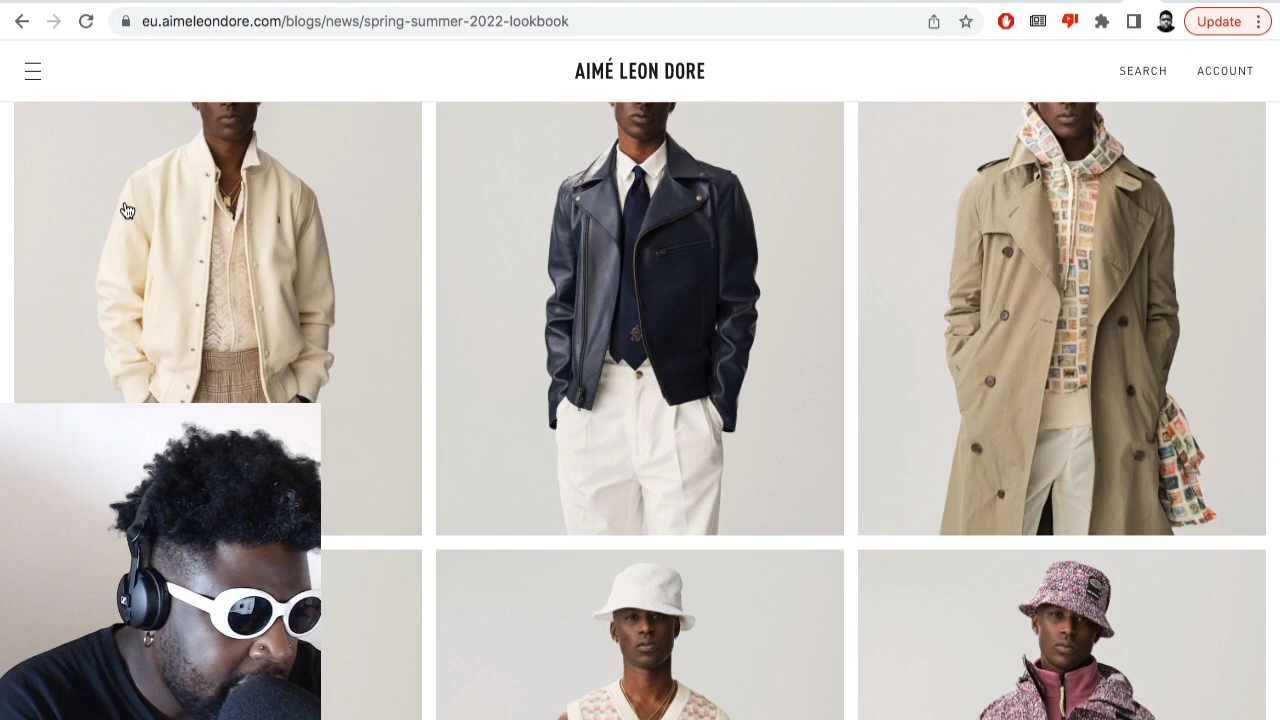 eu.aimeleondore.com/blogs/news/spring-summer-2022-lookbook
Update
AIMÉ LEON DORE
SEARCH
ACCOUNT